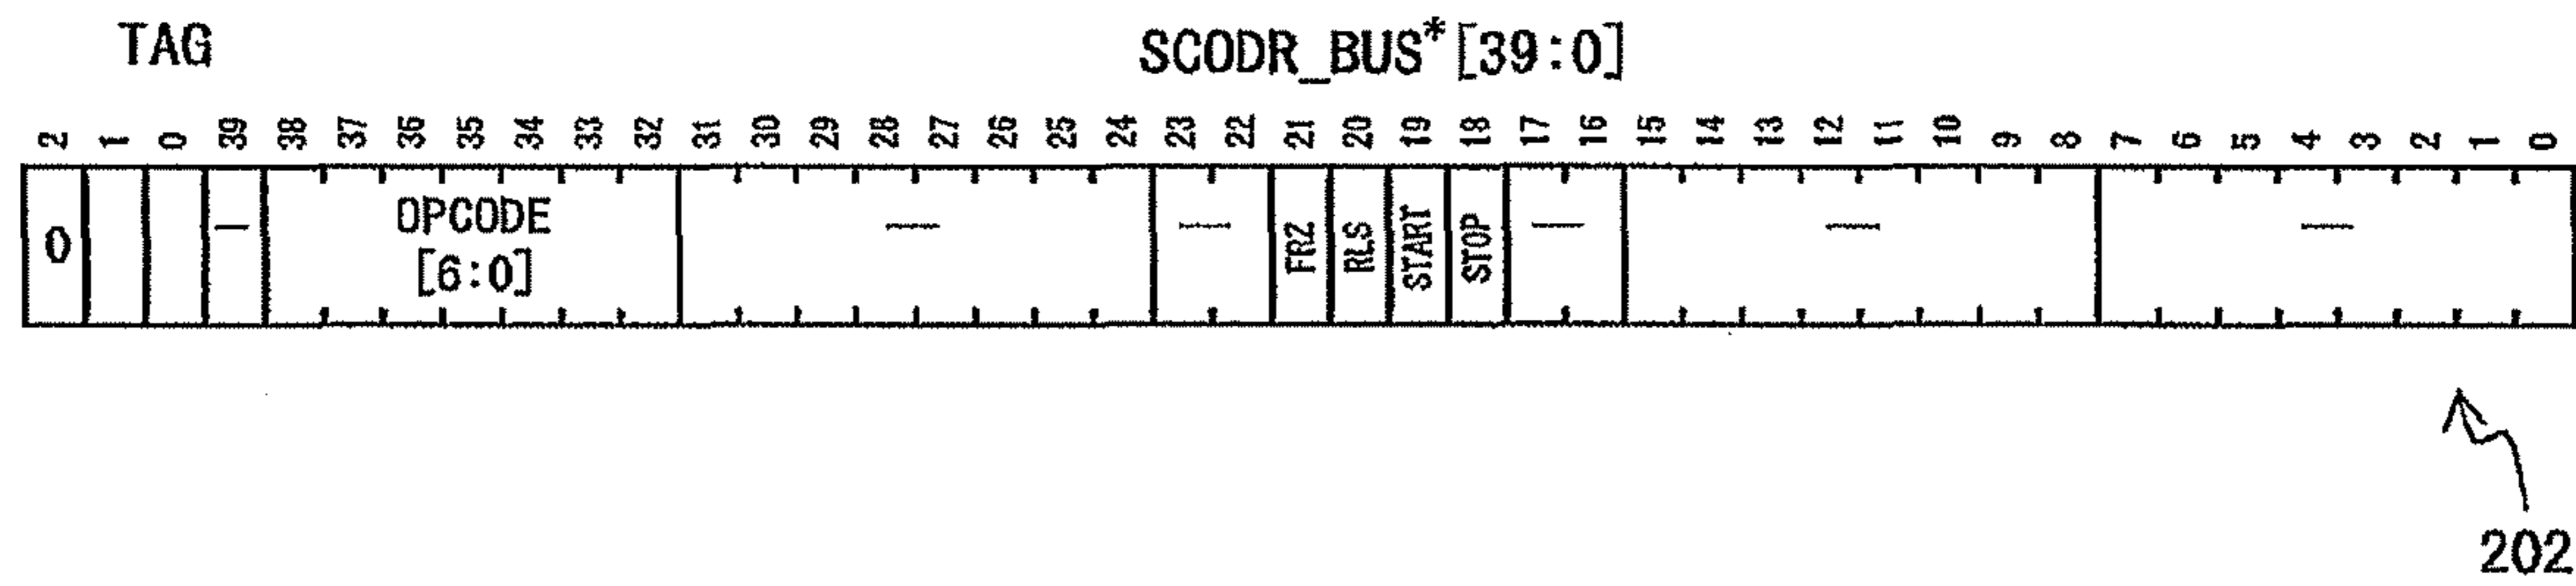 TAG SCODR_BUS*[39:0]
2 1 0 39 38 37 36 35 34 33 32 31 30 29 28 27 26 25 24 23 22 21 20 19 18 17 16 15 14 13 12 11 10 9 8 7 6 5 4 3 2 1 0
0 — OPCODE [6:0] — — FRZ RLS START STOP — — —
202